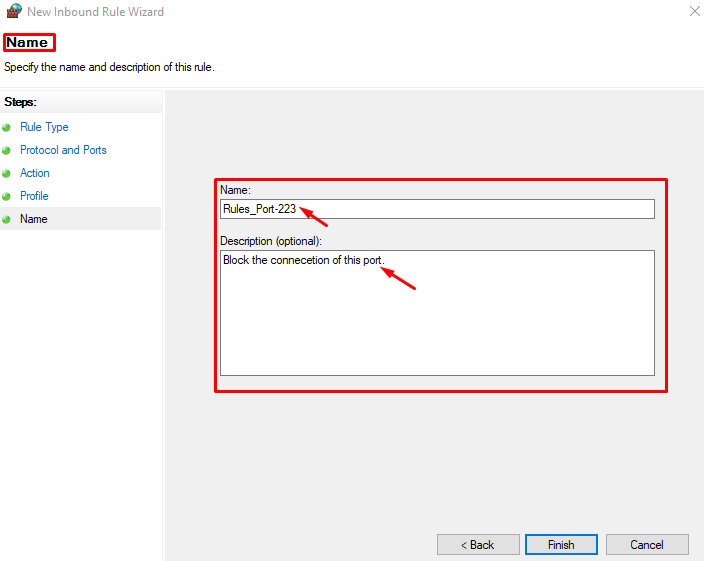 New Inbound Rule Wizard
Name
Specify the name and description of this rule.
Steps:
Rule Type
Protocol and Ports
Action
Profile
Name
Name:
Rules_Port-223
Description (optional):
Block the connecetion of this port.
< Back
Finish
Cancel